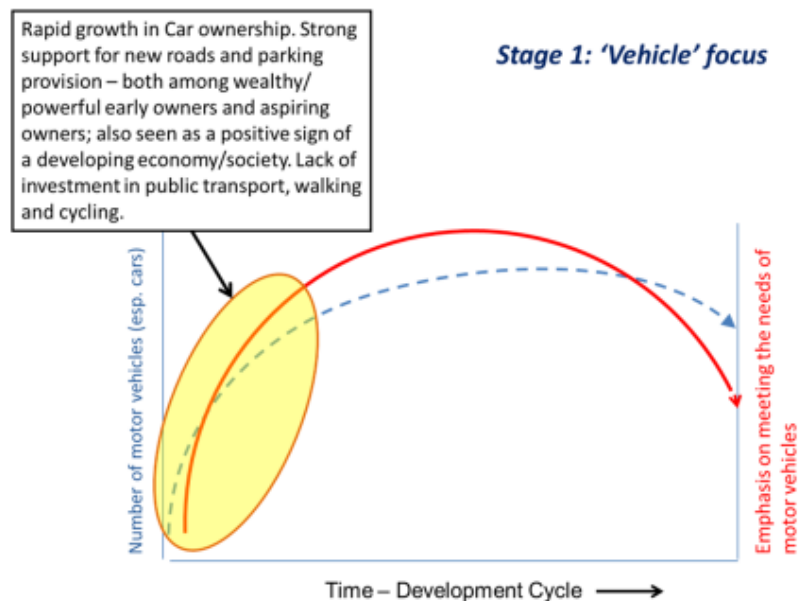 Rapid growth in Car ownership. Strong
support for new roads and parking
provision – both among wealthy/
powerful early owners and aspiring
owners; also seen as a positive sign of
a developing economy/society. Lack of
investment in public transport, walking
and cycling.
Stage 1: ‘Vehicle’ focus
Number of motor vehicles (esp. cars)
Emphasis on meeting the needs of
motor vehicles
Time – Development Cycle